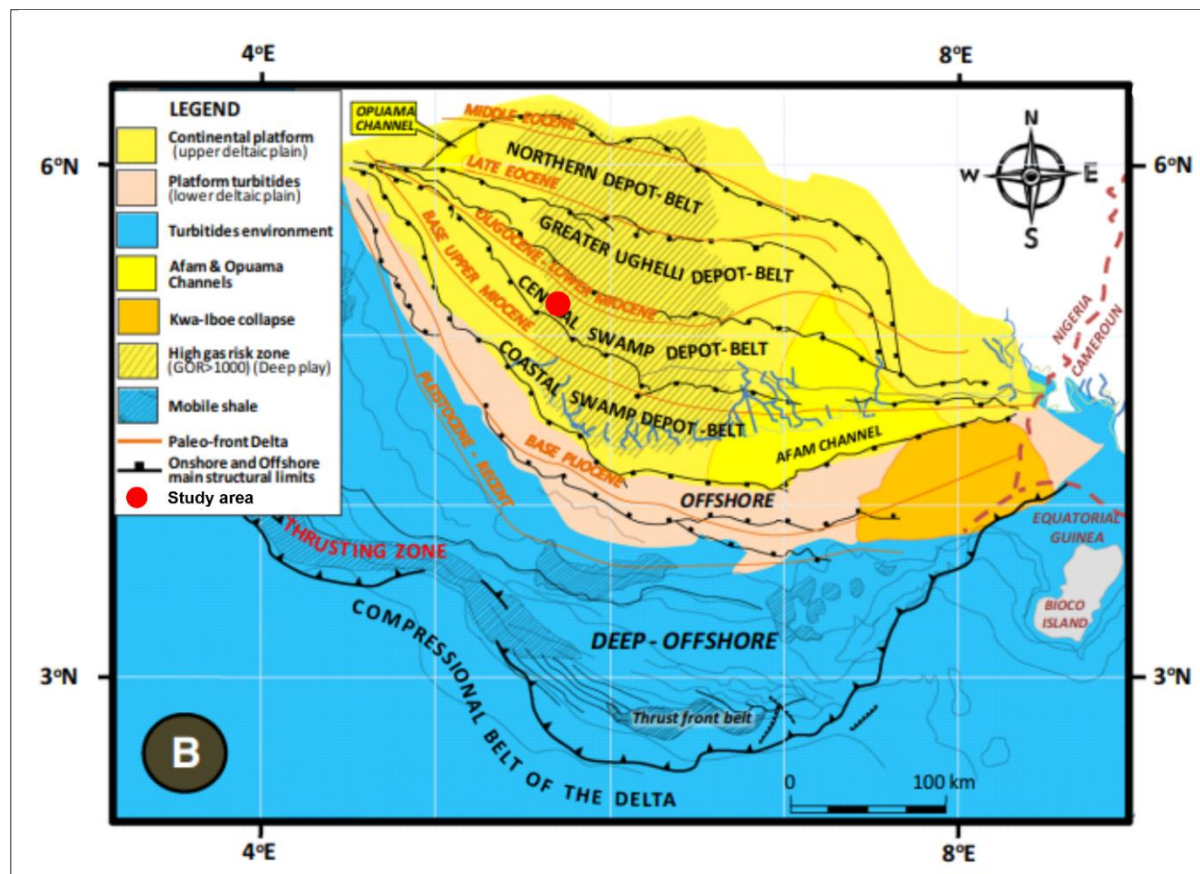 4°E
8°E
LEGEND
Continental platform
(upper deltaic plain)
Platform turbitides
(lower deltaic plain)
Turbitides environment
Afam & Opuama
Channels
Kwa-Iboe collapse
High gas risk zone
(GOR>1000) (Deep play)
Mobile shale
Paleo-front Delta
Onshore and Offshore
main structural limits
Study area
OPUAMA
CHANNEL
MIDDLE EOCENE
NORTHERN DEPOT-BELT
LATE EOCENE
GREATER UGHELLI DEPOT-BELT
OLIGOCENE-LOWER MIOCENE
CENTRAL SWAMP DEPOT-BELT
BASE UPPER MIOCENE
COASTAL SWAMP DEPOT-BELT
AFAM CHANNEL
BASE PLIOCENE
PLEISTOCENE - RECENT
OFFSHORE
THRUSTING ZONE
DEEP - OFFSHORE
Thrust front belt
COMPRESSIONAL BELT OF THE DELTA
N
W
E
S
NIGERIA
CAMEROUN
EQUATORIAL
GUINEA
BIOCO
ISLAND
6°N
6°N
3°N
3°N
B
0
100 km
4°E
8°E